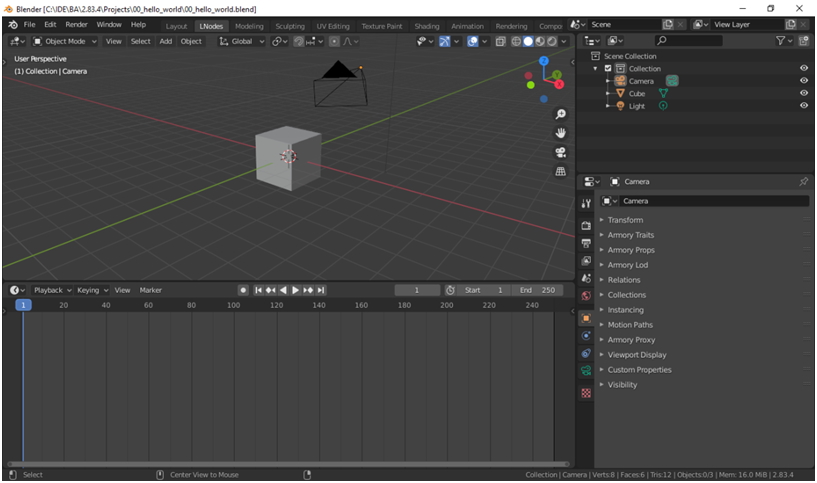 Blender [C:\IDE\BA\2.83.4\Projects\00_hello_world\00_hello_world.blend]
File Edit Render Window Help Layout LNodes Modeling Sculpting UV Editing Texture Paint Shading Animation Rendering Compo Scene View Layer
Object Mode View Select Add Object Global
User Perspective
(1) Collection | Camera
Z
Y
X
Scene Collection
Collection
Camera
Cube
Light
Camera
Camera
Transform
Armory Traits
Armory Props
Armory Lod
Relations
Collections
Instancing
Motion Paths
Armory Proxy
Viewport Display
Custom Properties
Visibility
Playback Keying View Marker 1 Start 1 End 250
1 20 40 60 80 100 120 140 160 180 200 220 240
Select Center View to Mouse Collection | Camera | Verts:8 | Faces:6 | Tris:12 | Objects:0/3 | Mem: 16.0 MiB | 2.83.4